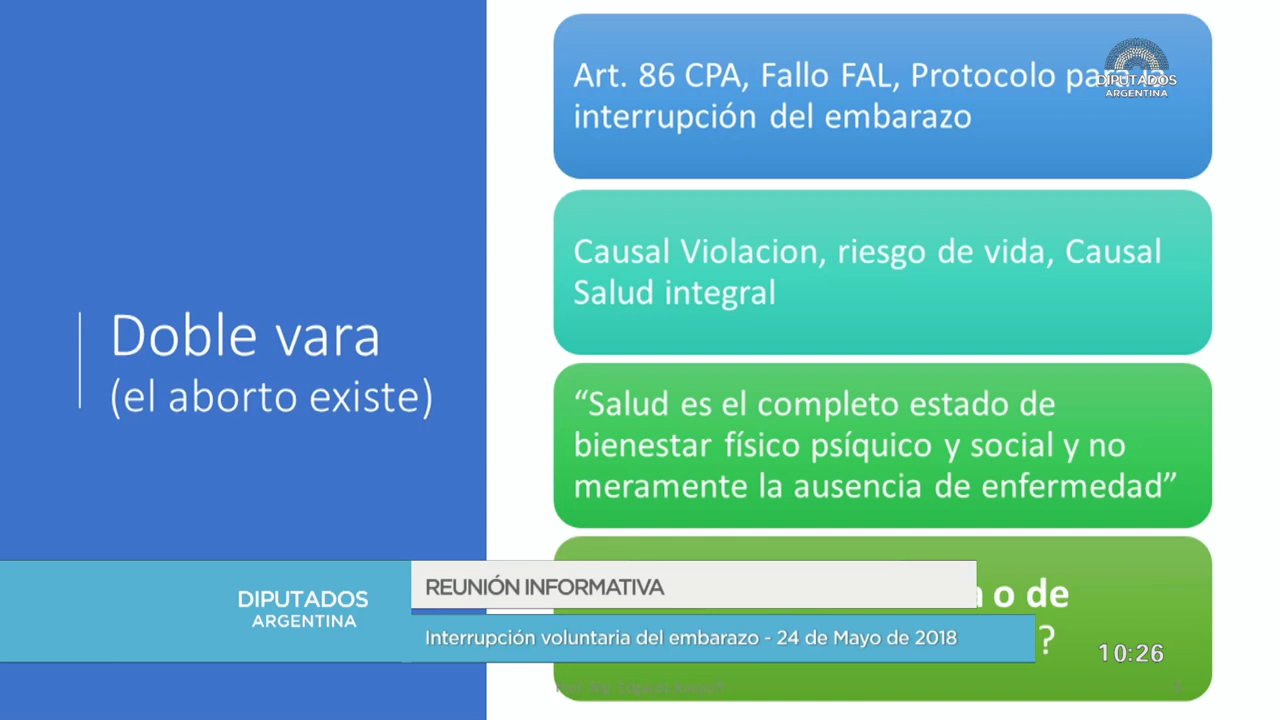 Doble vara
(el aborto existe)
Art. 86 CPA, Fallo FAL, Protocolo para la
interrupción del embarazo
Causal Violacion, riesgo de vida, Causal
Salud integral
“Salud es el completo estado de
bienestar físico psíquico y social y no
meramente la ausencia de enfermedad”
o de
?
DIPUTADOS
ARGENTINA
DIPUTADOS
ARGENTINA
REUNIÓN INFORMATIVA
Interrupción voluntaria del embarazo - 24 de Mayo de 2018
10:26